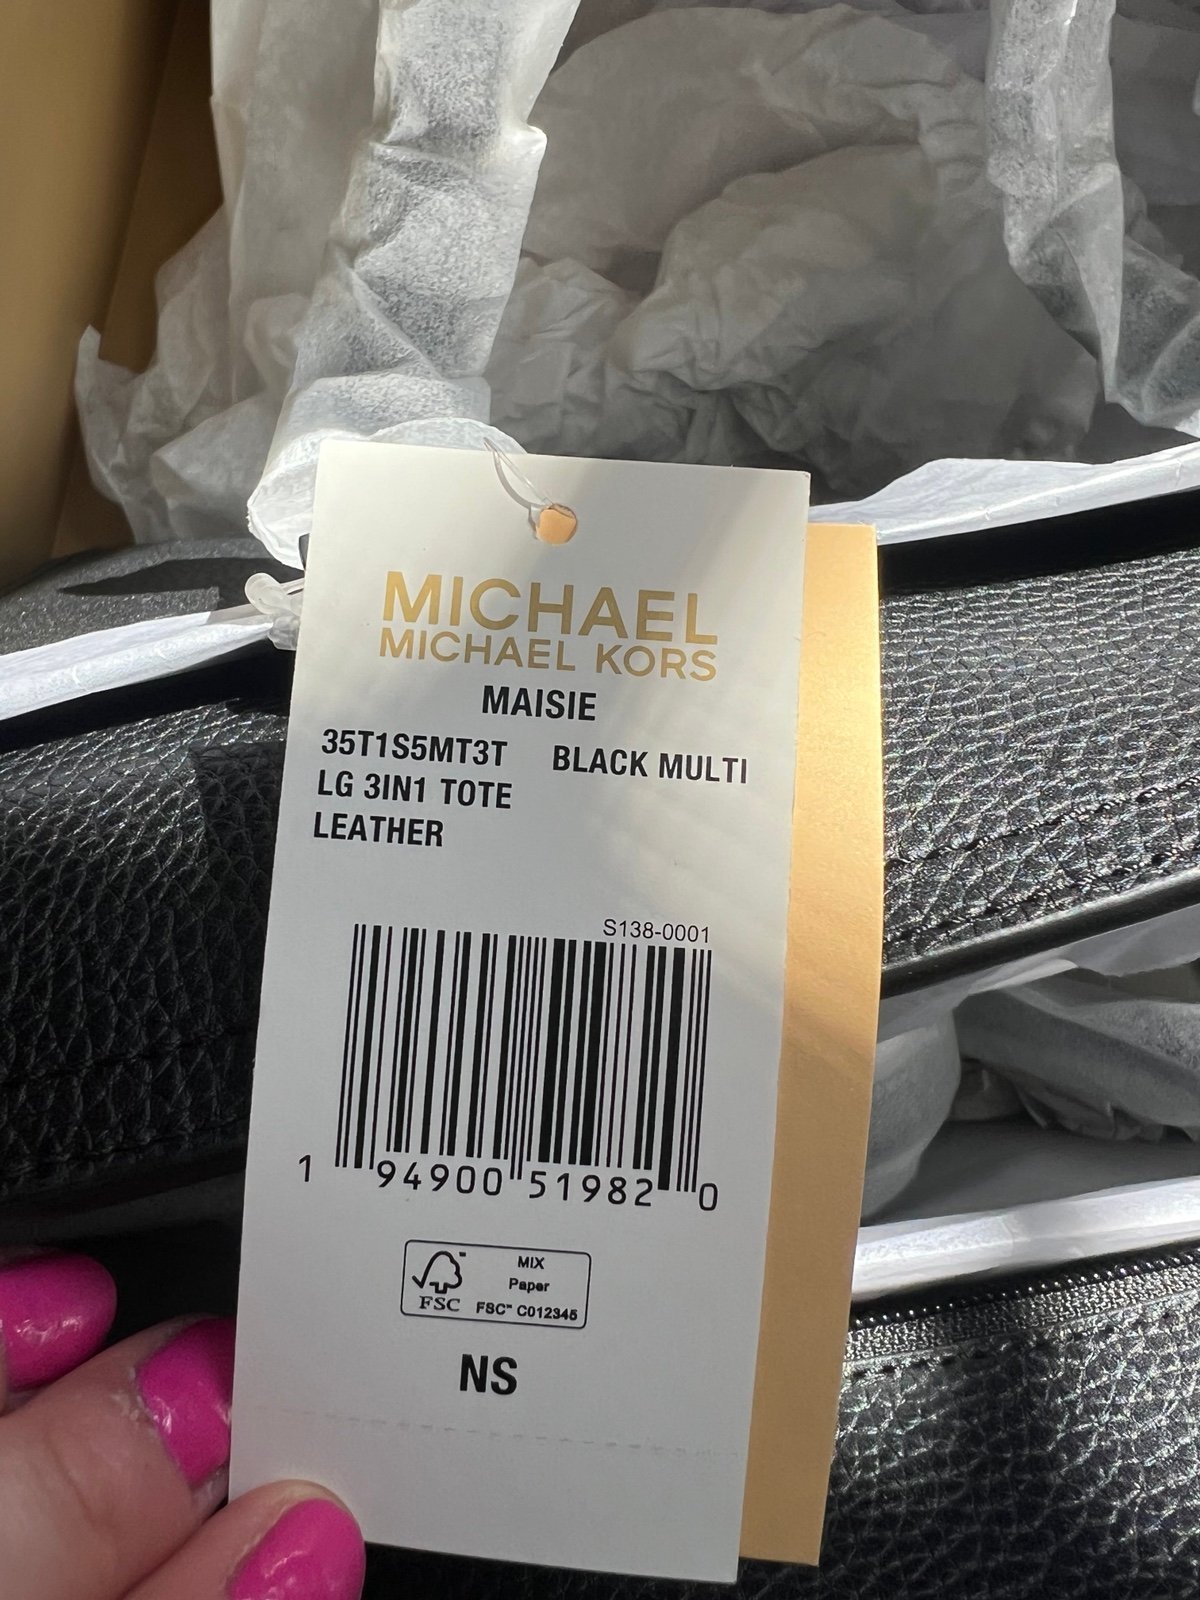 MICHAEL
MICHAEL KORS
MAISIE
35T1S5MT3T BLACK MULTI
LG 3IN1 TOTE
LEATHER
S138-0001
1 94900 51982 0
MIX
Paper
FSC™ FSC™ C012345
NS